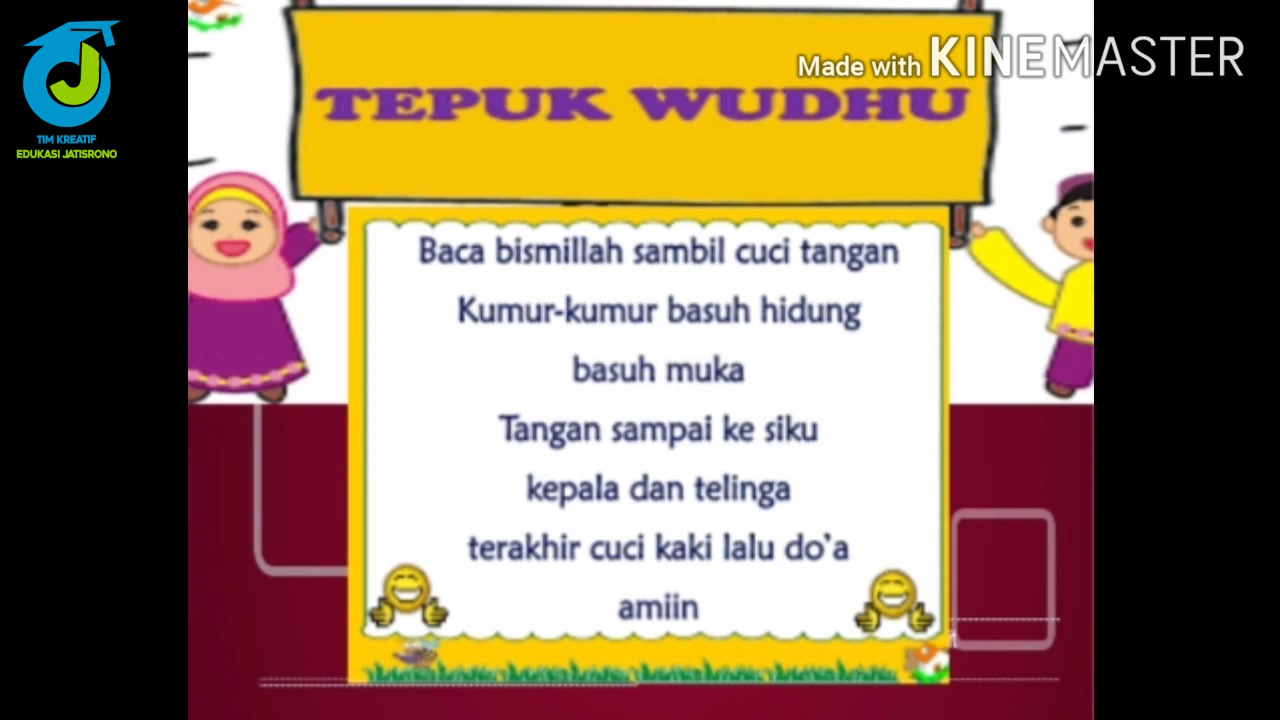 Made with KINEMASTER
TIM KREATIF
EDUKASI JATISRONO
TEPUK WUDHU
Baca bismillah sambil cuci tangan
Kumur-kumur basuh hidung
basuh muka
Tangan sampai ke siku
kepala dan telinga
terakhir cuci kaki lalu do`a
amiin